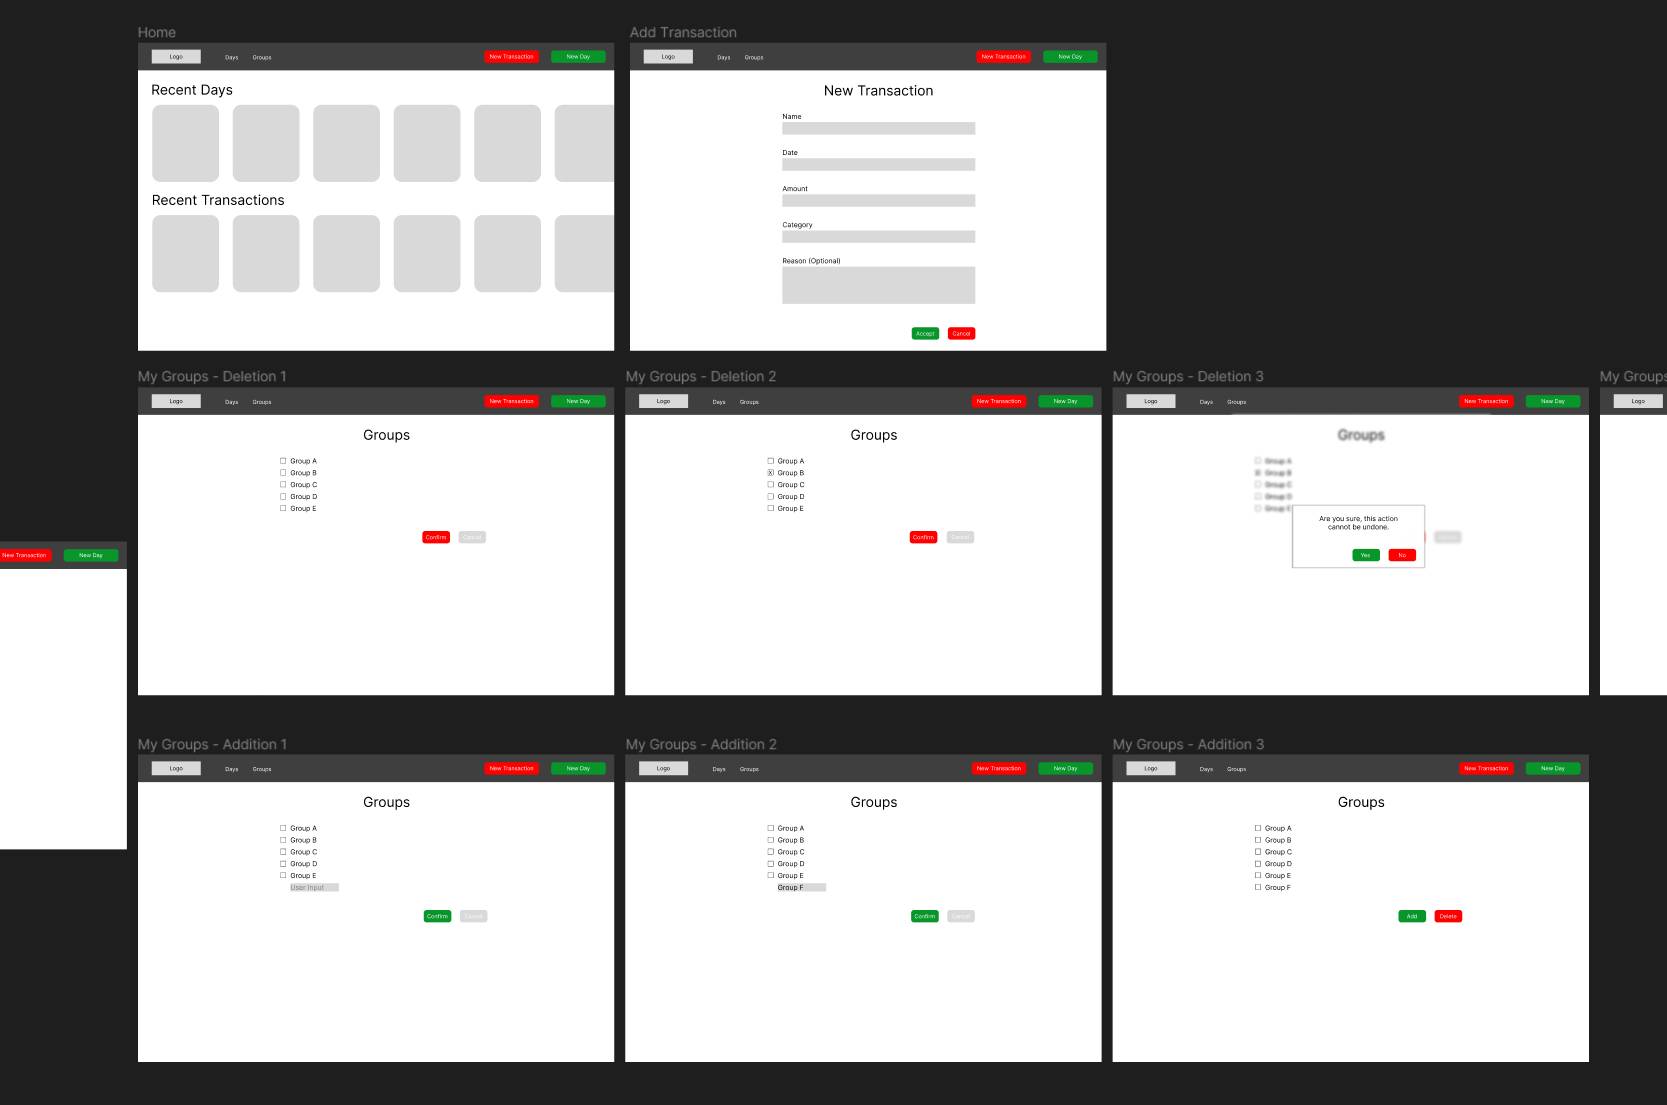 Home
Logo
Days
Groups
New Transaction
New Day
Recent Days
Recent Transactions
Add Transaction
Logo
Days
Groups
New Transaction
New Day
New Transaction
Name
Date
Amount
Category
Reason (Optional)
Accept
Cancel
New Transaction
New Day
My Groups - Deletion 1
Logo
Days
Groups
New Transaction
New Day
Groups
Group A
Group B
Group C
Group D
Group E
Confirm
Cancel
My Groups - Deletion 2
Logo
Days
Groups
New Transaction
New Day
Groups
Group A
Group B
Group C
Group D
Group E
Confirm
Cancel
My Groups - Deletion 3
Logo
Days
Groups
New Transaction
New Day
Groups
Group A
Group B
Group C
Group D
Group E
Are you sure, this action
cannot be undone.
Yes
No
My Groups
Logo
My Groups - Addition 1
Logo
Days
Groups
New Transaction
New Day
Groups
Group A
Group B
Group C
Group D
Group E
User Input
Confirm
Cancel
My Groups - Addition 2
Logo
Days
Groups
New Transaction
New Day
Groups
Group A
Group B
Group C
Group D
Group E
Group F
Confirm
Cancel
My Groups - Addition 3
Logo
Days
Groups
New Transaction
New Day
Groups
Group A
Group B
Group C
Group D
Group E
Group F
Add
Delete